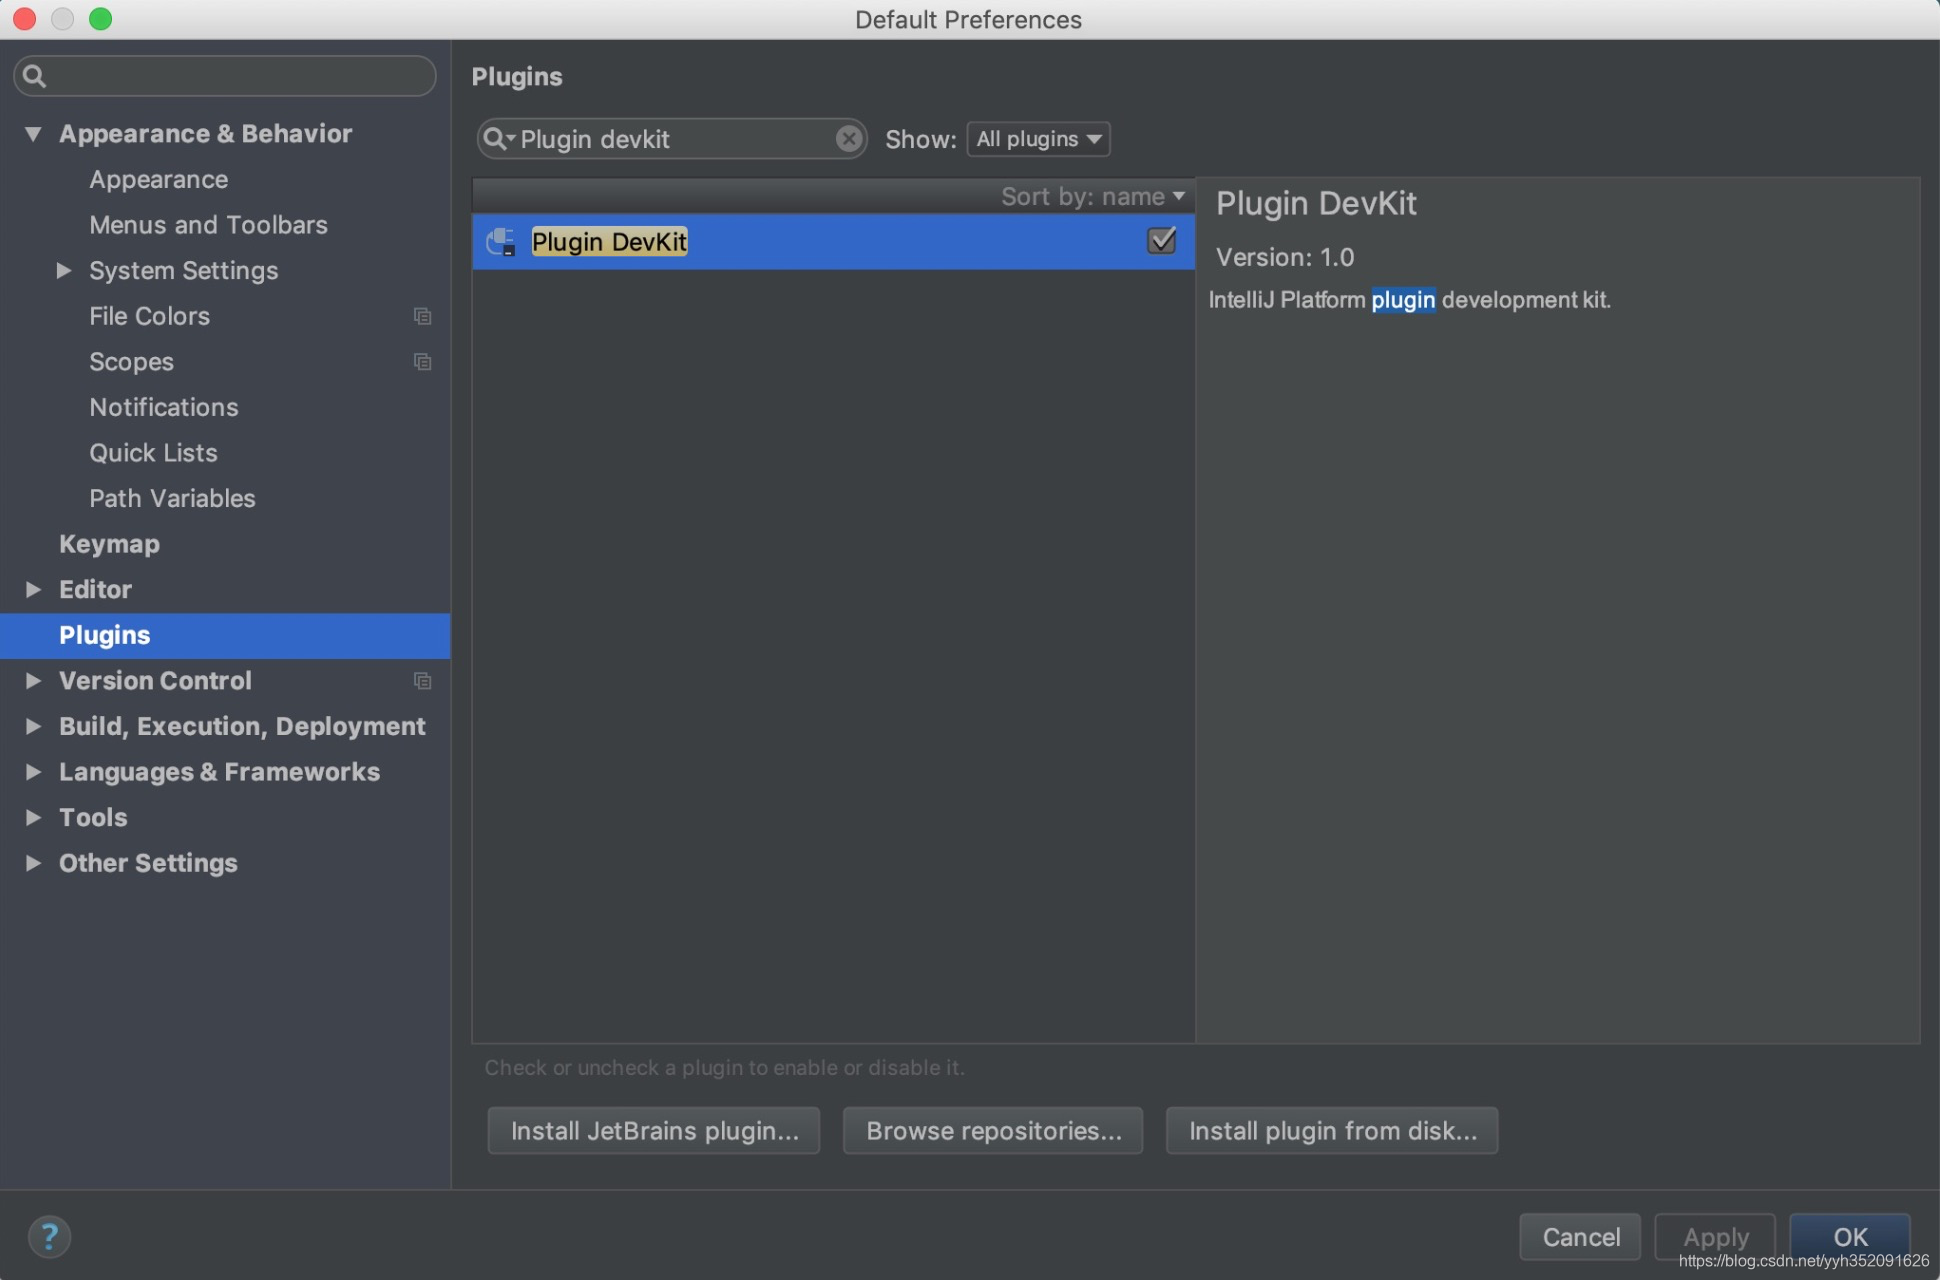 Default Preferences
Appearance & Behavior
Appearance
Menus and Toolbars
System Settings
File Colors
Scopes
Notifications
Quick Lists
Path Variables
Keymap
Editor
Plugins
Version Control
Build, Execution, Deployment
Languages & Frameworks
Tools
Other Settings
Plugins
Plugin devkit
Show: All plugins
Sort by: name
Plugin DevKit
Plugin DevKit
Version: 1.0
IntelliJ Platform plugin development kit.
Check or uncheck a plugin to enable or disable it.
Install JetBrains plugin...
Browse repositories...
Install plugin from disk...
?
Cancel
Apply
OK
https://blog.csdn.net/yyh352091626